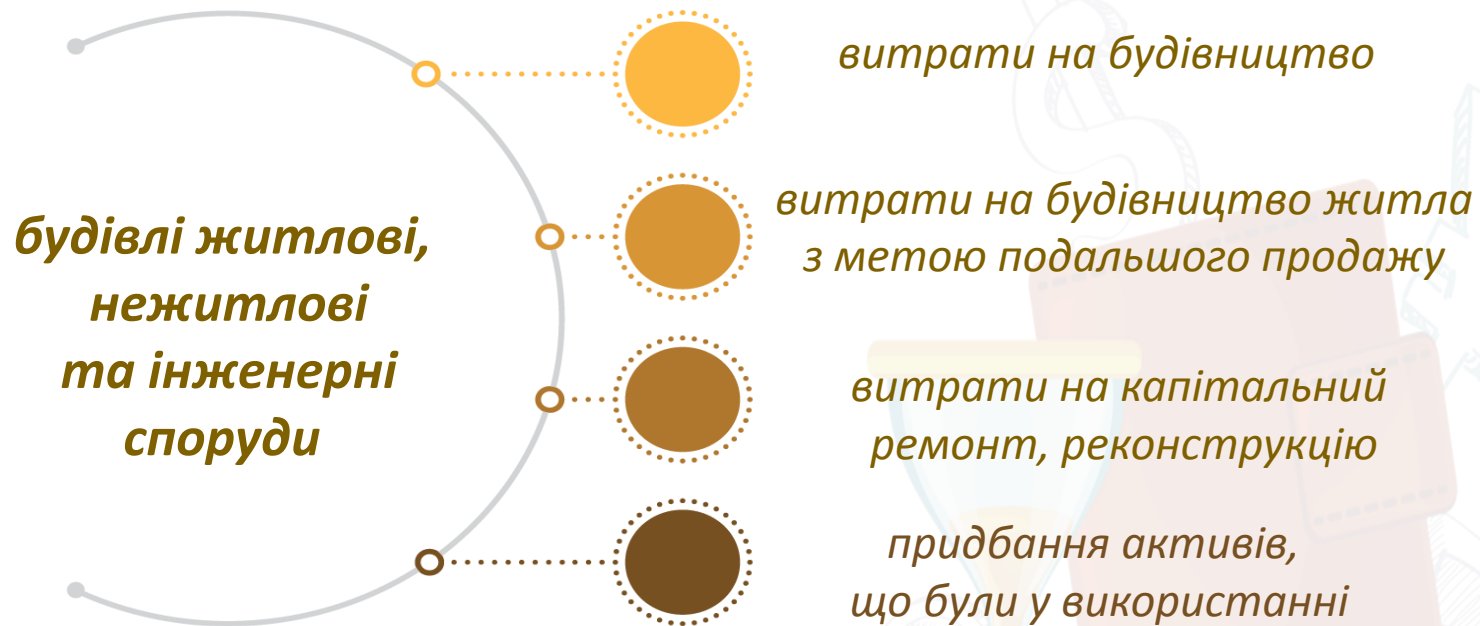 будівлі житлові,
нежитлові
та інженерні
споруди
витрати на будівництво
витрати на будівництво житла
з метою подальшого продажу
витрати на капітальний
ремонт, реконструкцію
придбання активів,
що були у використанні